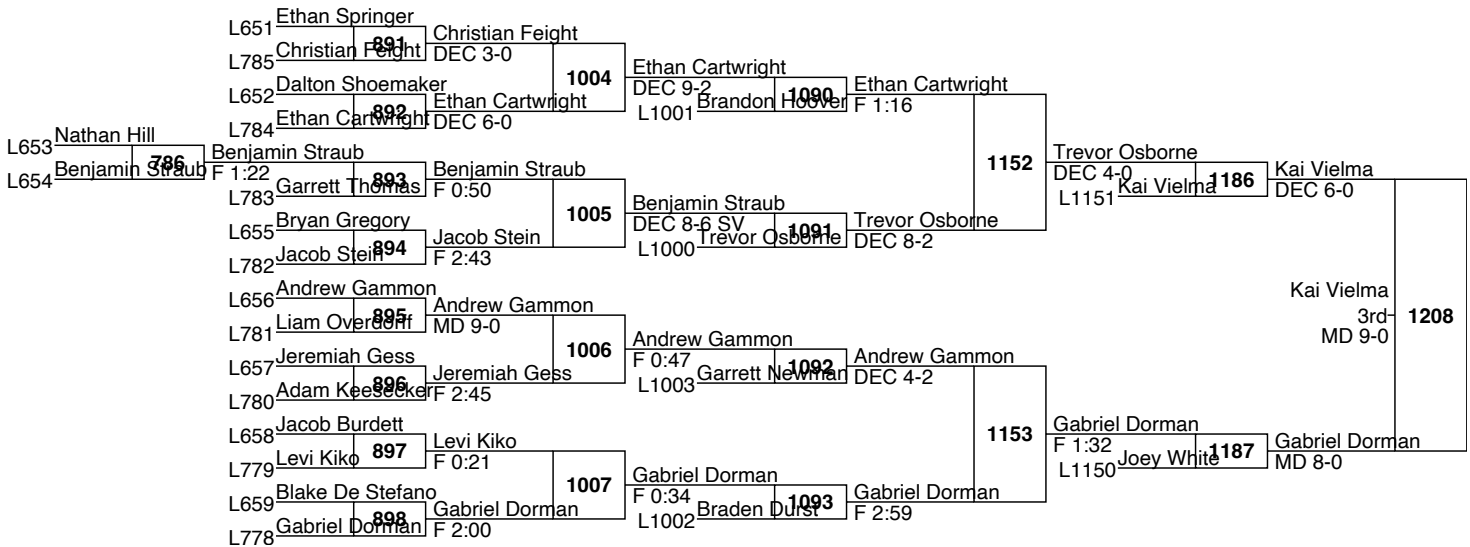 Ethan Springer
L651
891
Christian Feight
DEC 3-0
Christian Feight
L785
1004
Ethan Cartwright
DEC 9-2
Dalton Shoemaker
L652
892
Ethan Cartwright
DEC 6-0
Ethan Cartwright
L784
1090
Ethan Cartwright
F 1:16
L1001
Brandon Hoover
L653
Nathan Hill
786
Benjamin Straub
F 1:22
L654
Benjamin Straub
893
Benjamin Straub
F 0:50
L783
Garrett Thomas
1005
Benjamin Straub
DEC 8-6 SV
Bryan Gregory
L655
894
Jacob Stein
F 2:43
Jacob Stein
L782
L1000
Trevor Osborne
1091
Trevor Osborne
DEC 8-2
1152
Trevor Osborne
DEC 4-0
L1151
Kai Vielma
1186
Kai Vielma
DEC 6-0
Andrew Gammon
L656
895
Andrew Gammon
MD 9-0
L781
Liam Overdorff
1006
Andrew Gammon
F 0:47
Jeremiah Gess
L657
896
Jeremiah Gess
F 2:45
Adam Keesecker
L780
L1003
Garrett Newman
1092
Andrew Gammon
DEC 4-2
Jacob Burdett
L658
897
Levi Kiko
F 0:21
Levi Kiko
L779
1007
Gabriel Dorman
F 0:34
Blake De Stefano
L659
898
Gabriel Dorman
F 2:00
Gabriel Dorman
L778
L1002
Braden Durst
1093
Gabriel Dorman
F 2:59
1153
Gabriel Dorman
F 1:32
L1150
Joey White
1187
Gabriel Dorman
MD 8-0
Kai Vielma
3rd
MD 9-0
1208